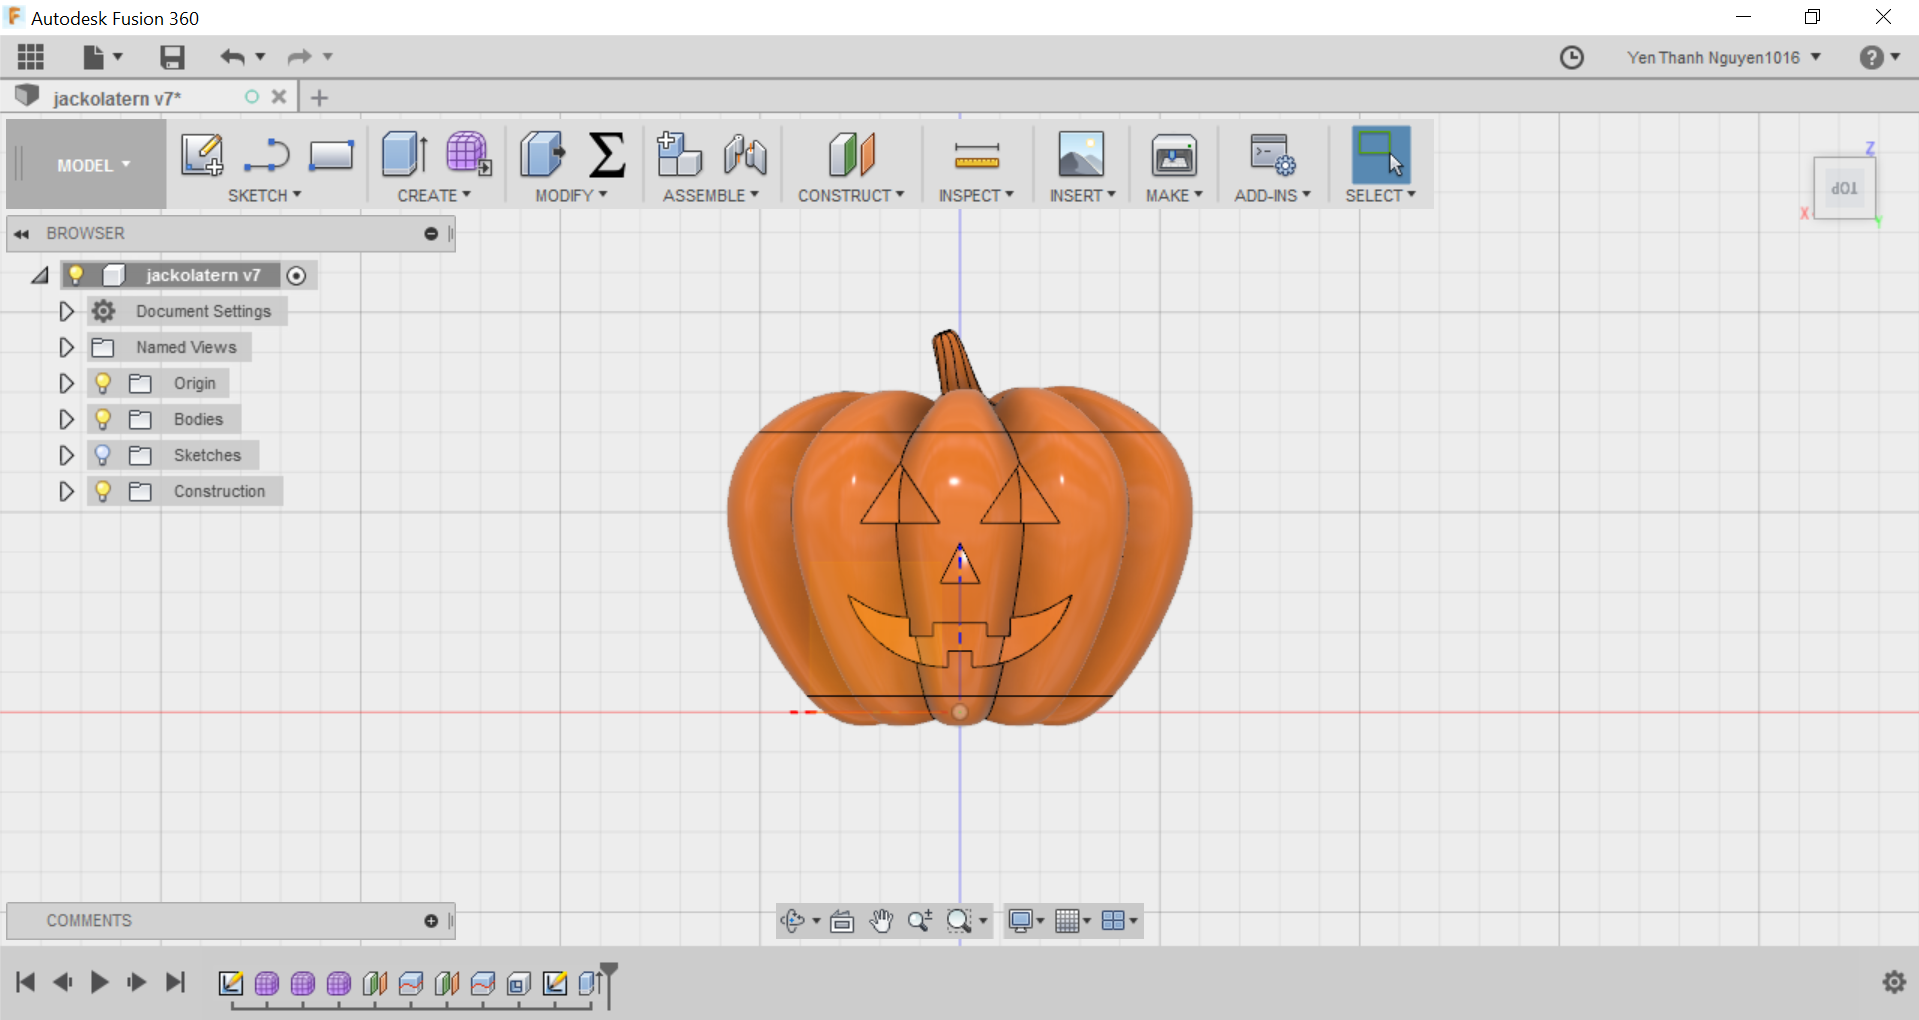 Autodesk Fusion 360
Yen Thanh Nguyen1016
jackolatern v7*
MODEL
SKETCH
CREATE
MODIFY
ASSEMBLE
CONSTRUCT
INSPECT
INSERT
MAKE
ADD-INS
SELECT
Z
TOP
X
Y
BROWSER
jackolatern v7
Document Settings
Named Views
Origin
Bodies
Sketches
Construction
COMMENTS